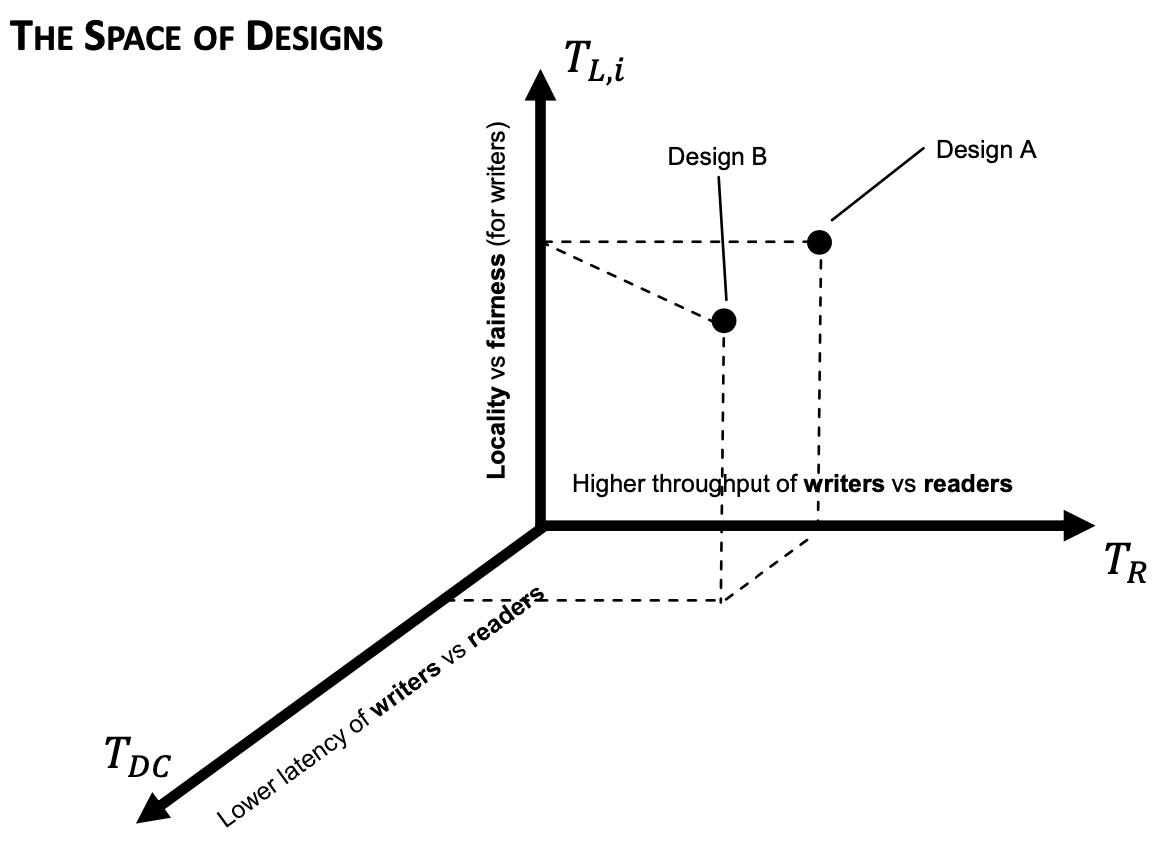 THE SPACE OF DESIGNS
T_{L,i}
Locality vs fairness (for writers)
Design B
Design A
Higher throughput of writers vs readers
T_R
Lower latency of writers vs readers
T_{DC}